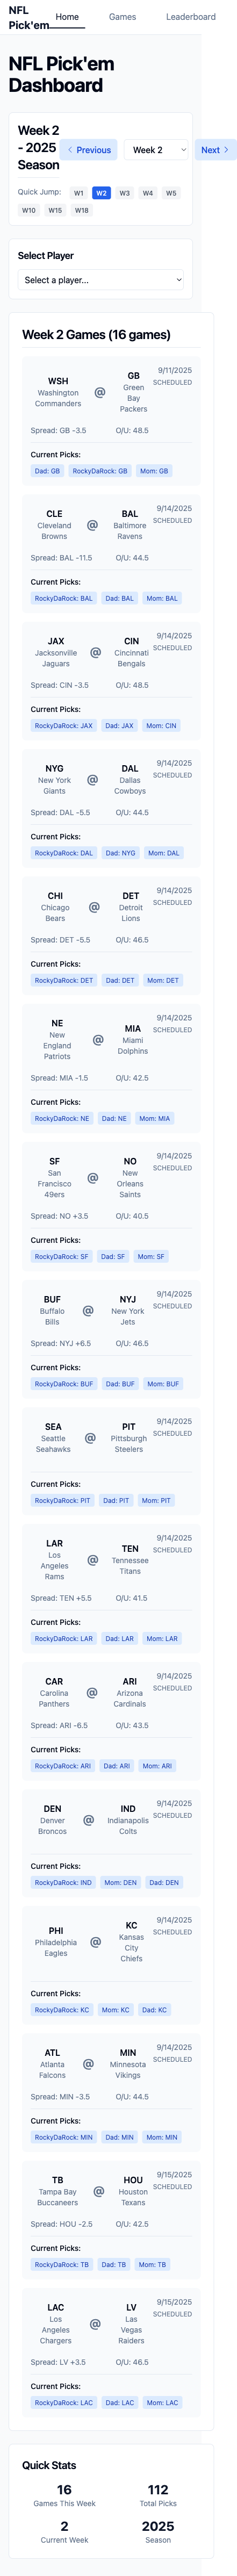 NFL Pick'em
Home
Games
Leaderboard
NFL Pick'em
Dashboard
Week 2 - 2025 Season
Previous
Week 2
Next
Quick Jump:
W1
W2
W3
W4
W5
W10
W15
W18
Select Player
Select a player...
Week 2 Games (16 games)
WSH
Washington Commanders
@
GB
Green Bay Packers
9/11/2025
SCHEDULED
Spread: GB -3.5
O/U: 48.5
Current Picks:
Dad: GB
RockyDaRock: GB
Mom: GB
CLE
Cleveland Browns
@
BAL
Baltimore Ravens
9/14/2025
SCHEDULED
Spread: BAL -11.5
O/U: 44.5
Current Picks:
RockyDaRock: BAL
Dad: BAL
Mom: BAL
JAX
Jacksonville Jaguars
@
CIN
Cincinnati Bengals
9/14/2025
SCHEDULED
Spread: CIN -3.5
O/U: 48.5
Current Picks:
RockyDaRock: JAX
Dad: JAX
Mom: CIN
NYG
New York Giants
@
DAL
Dallas Cowboys
9/14/2025
SCHEDULED
Spread: DAL -5.5
O/U: 44.5
Current Picks:
RockyDaRock: DAL
Dad: NYG
Mom: DAL
CHI
Chicago Bears
@
DET
Detroit Lions
9/14/2025
SCHEDULED
Spread: DET -5.5
O/U: 46.5
Current Picks:
RockyDaRock: DET
Dad: DET
Mom: DET
NE
New England Patriots
@
MIA
Miami Dolphins
9/14/2025
SCHEDULED
Spread: MIA -1.5
O/U: 42.5
Current Picks:
RockyDaRock: NE
Dad: NE
Mom: MIA
SF
San Francisco 49ers
@
NO
New Orleans Saints
9/14/2025
SCHEDULED
Spread: NO +3.5
O/U: 40.5
Current Picks:
RockyDaRock: SF
Dad: SF
Mom: SF
BUF
Buffalo Bills
@
NYJ
New York Jets
9/14/2025
SCHEDULED
Spread: NYJ +6.5
O/U: 46.5
Current Picks:
RockyDaRock: BUF
Dad: BUF
Mom: BUF
SEA
Seattle Seahawks
@
PIT
Pittsburgh Steelers
9/14/2025
SCHEDULED
Current Picks:
RockyDaRock: PIT
Dad: PIT
Mom: PIT
LAR
Los Angeles Rams
@
TEN
Tennessee Titans
9/14/2025
SCHEDULED
Spread: TEN +5.5
O/U: 41.5
Current Picks:
RockyDaRock: LAR
Dad: LAR
Mom: LAR
CAR
Carolina Panthers
@
ARI
Arizona Cardinals
9/14/2025
SCHEDULED
Spread: ARI -6.5
O/U: 43.5
Current Picks:
RockyDaRock: ARI
Dad: ARI
Mom: ARI
DEN
Denver Broncos
@
IND
Indianapolis Colts
9/14/2025
SCHEDULED
Current Picks:
RockyDaRock: IND
Mom: DEN
Dad: DEN
PHI
Philadelphia Eagles
@
KC
Kansas City Chiefs
9/14/2025
SCHEDULED
Current Picks:
RockyDaRock: KC
Mom: KC
Dad: KC
ATL
Atlanta Falcons
@
MIN
Minnesota Vikings
9/14/2025
SCHEDULED
Spread: MIN -3.5
O/U: 44.5
Current Picks:
RockyDaRock: MIN
Dad: MIN
Mom: MIN
TB
Tampa Bay Buccaneers
@
HOU
Houston Texans
9/15/2025
SCHEDULED
Spread: HOU -2.5
O/U: 42.5
Current Picks:
RockyDaRock: TB
Dad: TB
Mom: TB
LAC
Los Angeles Chargers
@
LV
Las Vegas Raiders
9/15/2025
SCHEDULED
Spread: LV +3.5
O/U: 46.5
Current Picks:
RockyDaRock: LAC
Dad: LAC
Mom: LAC
Quick Stats
16
Games This Week
112
Total Picks
2
Current Week
2025
Season